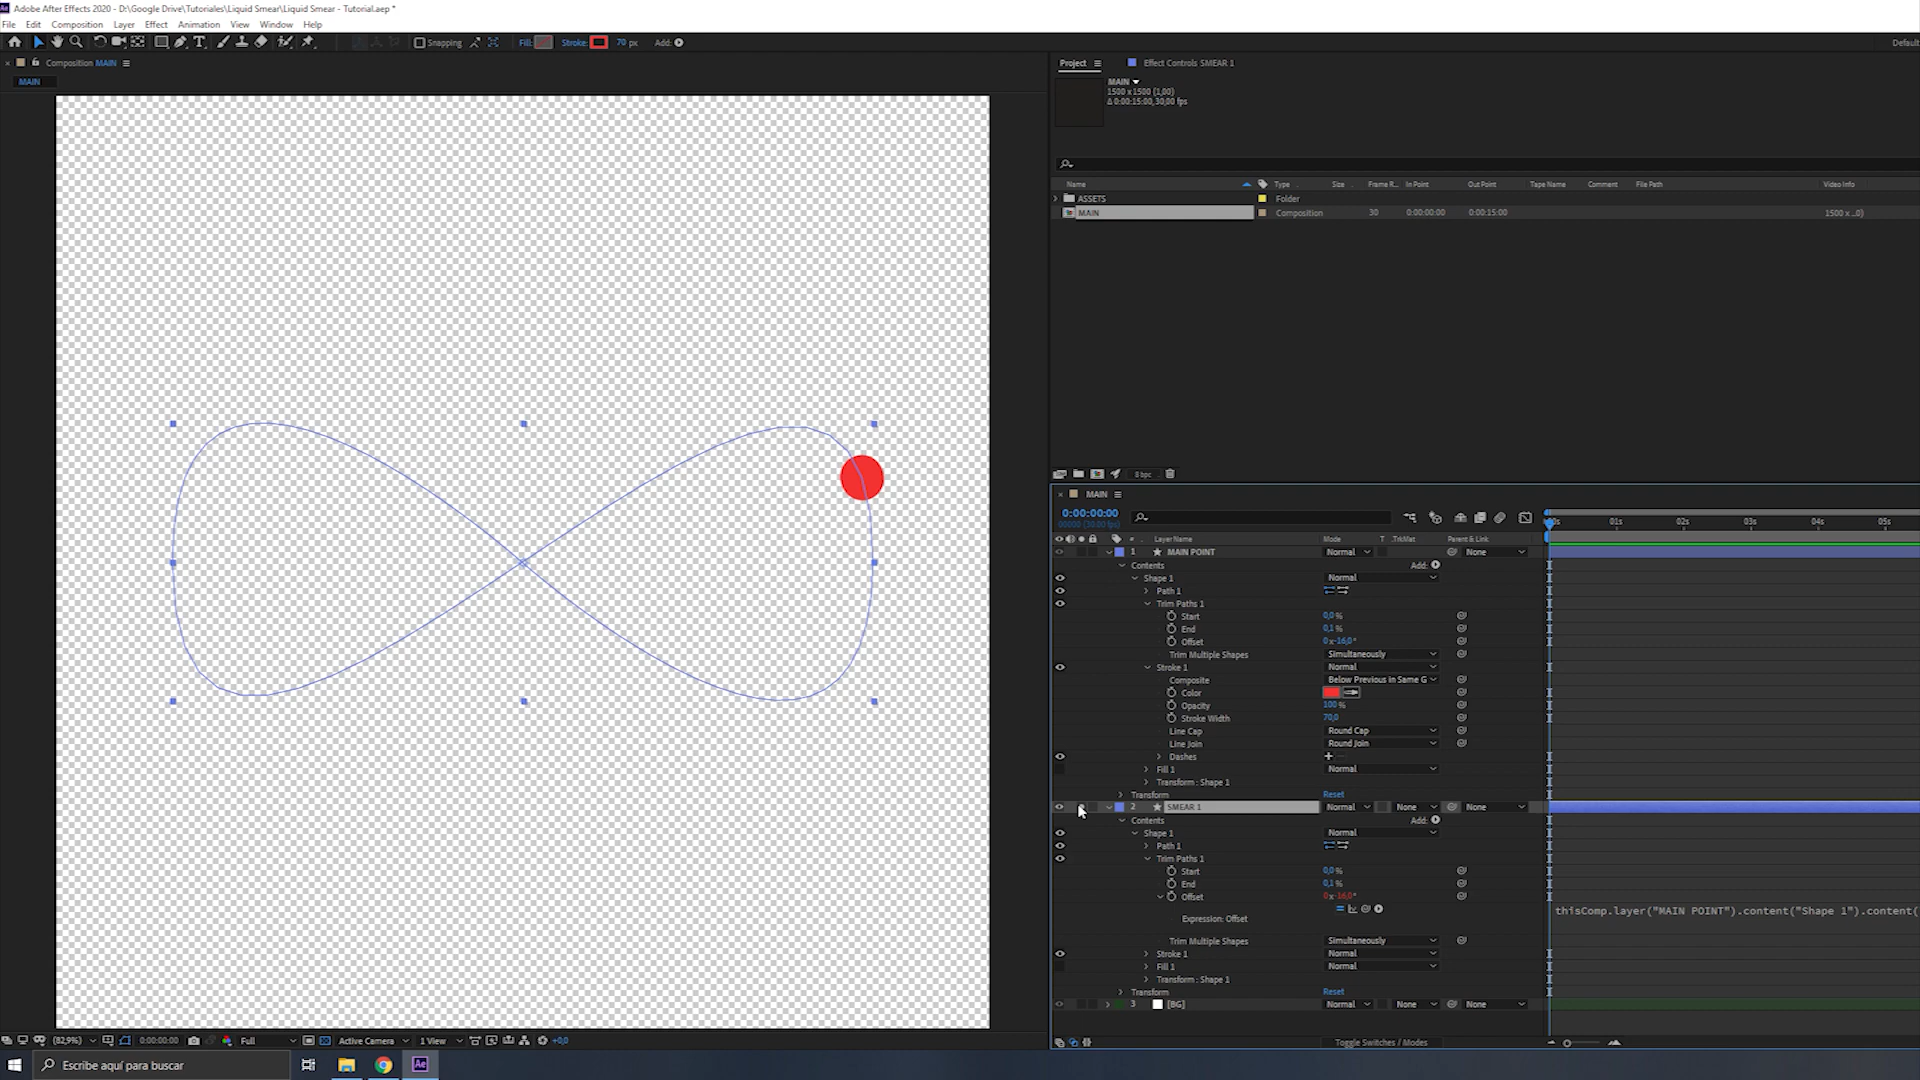 Adobe After Effects 2020 - D:\Google Drive\Tutoriales\Liquid Smear\Liquid Smear - Tutorial.aep *
File Edit Composition Layer Effect Animation View Window Help
Snapping Fill: Stroke: 70 px Add: Default
Composition MAIN
MAIN
Project Effect Controls SMEAR 1
MAIN
1500 x 1500 (1,00)
Δ 0:00:15:00, 30,00 fps
Name Type Size Frame R... In Point Out Point Tape Name Comment File Path Video Info
ASSETS Folder
MAIN Composition 30 0:00:00:00 0:00:15:00 1500 x ...0)
8 bpc
MAIN
0:00:00:00
00000 (30.00 fps)
00s 01s 02s 03s 04s 05s
# Layer Name Mode T .TrkMat Parent & Link
1 MAIN POINT Normal None
Contents Add:
Shape 1 Normal
Path 1
Trim Paths 1
Start 0,0 %
End 0,1 %
Offset 0 x -16,0 °
Trim Multiple Shapes Simultaneously
Stroke 1 Normal
Composite Below Previous in Same G
Color
Opacity 100 %
Stroke Width 70,0
Line Cap Round Cap
Line Join Round Join
Dashes
Fill 1 Normal
Transform : Shape 1
Transform Reset
2 SMEAR 1 Normal None None
Contents Add:
Shape 1 Normal
Path 1
Trim Paths 1
Start 0,0 %
End 0,1 %
Offset 0 x -16,0 °
Expression: Offset thisComp.layer("MAIN POINT").content("Shape 1").content(
Trim Multiple Shapes Simultaneously
Stroke 1 Normal
Fill 1 Normal
Transform : Shape 1
Transform Reset
3 [BG] Normal None None
(82,9%) 0:00:00:00 Full Active Camera 1 View +0,0
Toggle Switches / Modes
Escribe aquí para buscar
Ae